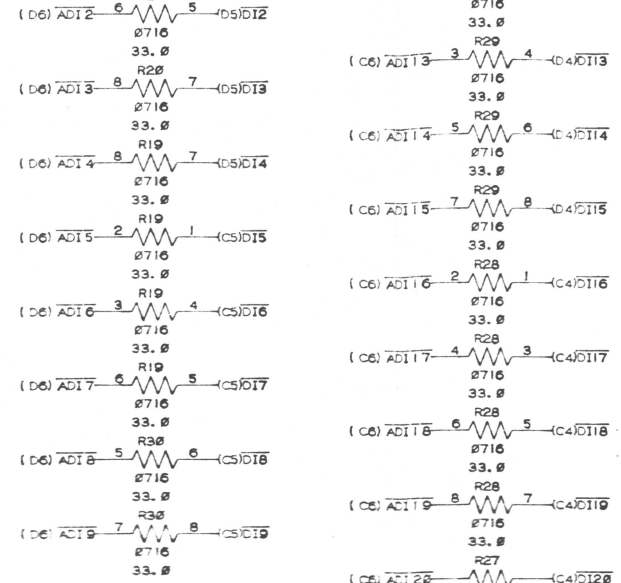 (D6) ADI2 6 5 (D5)DI2
Ø716
33.Ø
R2Ø
(D6) ADI3 8 7 (D5)DI3
Ø716
33.Ø
R19
(D6) ADI4 8 7 (D5)DI4
Ø716
33.Ø
R19
(D6) ADI5 2 1 (C5)DI5
Ø716
33.Ø
R19
(D6) ADI6 3 4 (C5)DI6
Ø716
33.Ø
R19
(D6) ADI7 6 5 (C5)DI7
Ø716
33.Ø
R3Ø
(D6) ADI8 5 6 (C5)DI8
Ø716
33.Ø
R3Ø
(D6) ADI9 7 8 (C5)DI9
Ø716
33.Ø
Ø716
33.Ø
R29
(C6) ADI13 3 4 (D4)DI13
Ø716
33.Ø
R29
(C6) ADI14 5 6 (D4)DI14
Ø716
33.Ø
R29
(C6) ADI15 7 8 (D4)DI15
Ø716
33.Ø
R28
(C6) ADI16 2 1 (C4)DI16
Ø716
33.Ø
R28
(C6) ADI17 4 3 (C4)DI17
Ø716
33.Ø
R28
(C6) ADI18 6 5 (C4)DI18
Ø716
33.Ø
R28
(C6) ADI19 8 7 (C4)DI19
Ø716
33.Ø
R27
(C6) ADI2Ø (C4)DI2Ø